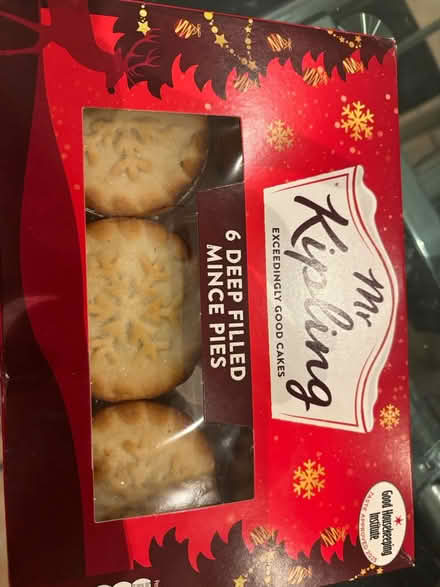 Mr
Kipling
EXCEEDINGLY GOOD CAKES
6 DEEP FILLED
MINCE PIES
Good Housekeeping
Institute